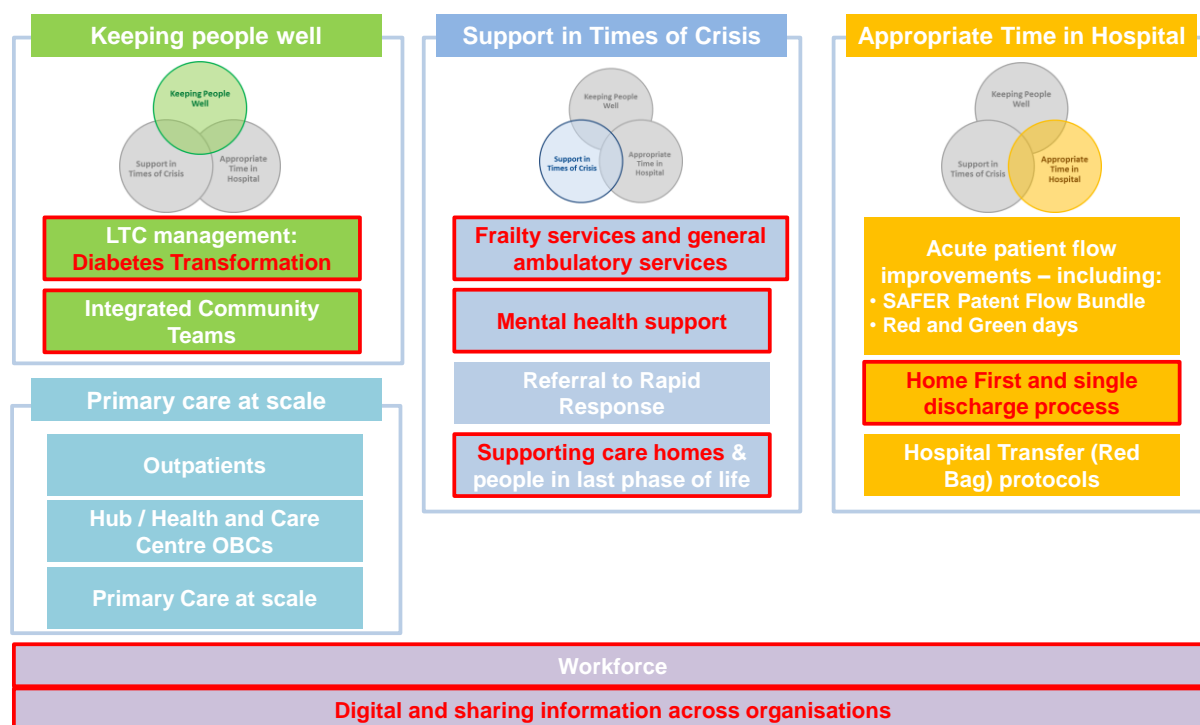 Keeping people well
Keeping People
Well
Support in
Times of Crisis
Appropriate
Time in
Hospital
LTC management:
Diabetes Transformation
Integrated Community
Teams
Primary care at scale
Outpatients
Hub / Health and Care
Centre OBCs
Primary Care at scale
Support in Times of Crisis
Keeping People
Well
Support in
Times of Crisis
Appropriate
Time in
Hospital
Frailty services and general
ambulatory services
Mental health support
Referral to Rapid
Response
Supporting care homes &
people in last phase of life
Appropriate Time in Hospital
Keeping People
Well
Support in
Times of Crisis
Appropriate
Time in
Hospital
Acute patient flow
improvements – including:
• SAFER Patent Flow Bundle
• Red and Green days
Home First and single
discharge process
Hospital Transfer (Red
Bag) protocols
Workforce
Digital and sharing information across organisations